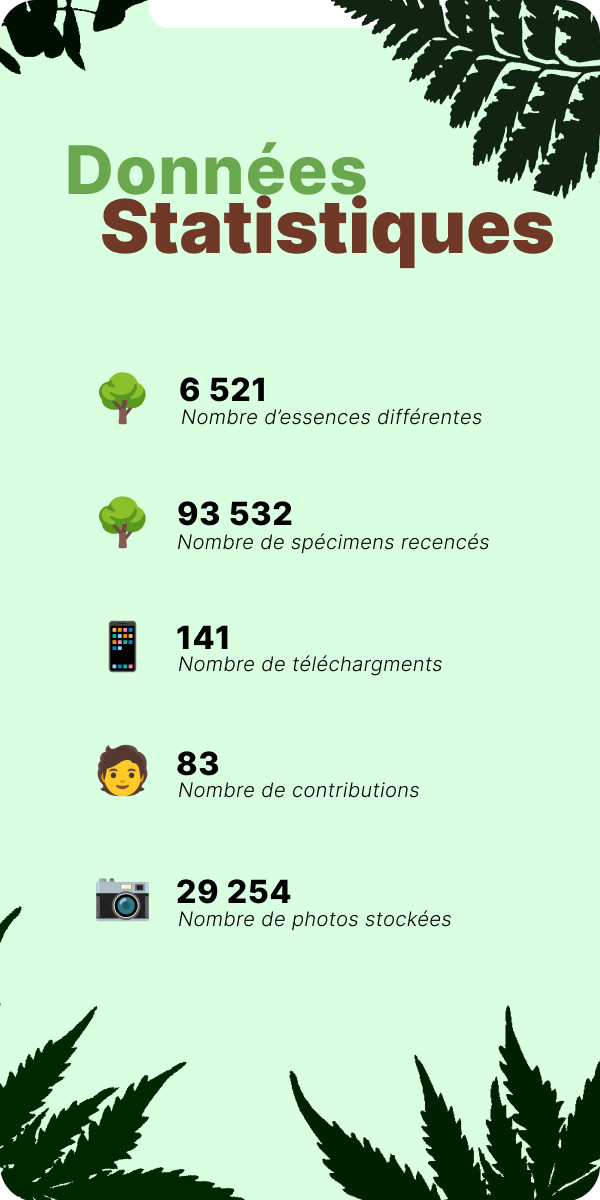 Données
Statistiques
6 521
Nombre d’essences différentes
93 532
Nombre de spécimens recencés
141
Nombre de téléchargments
83
Nombre de contributions
29 254
Nombre de photos stockées